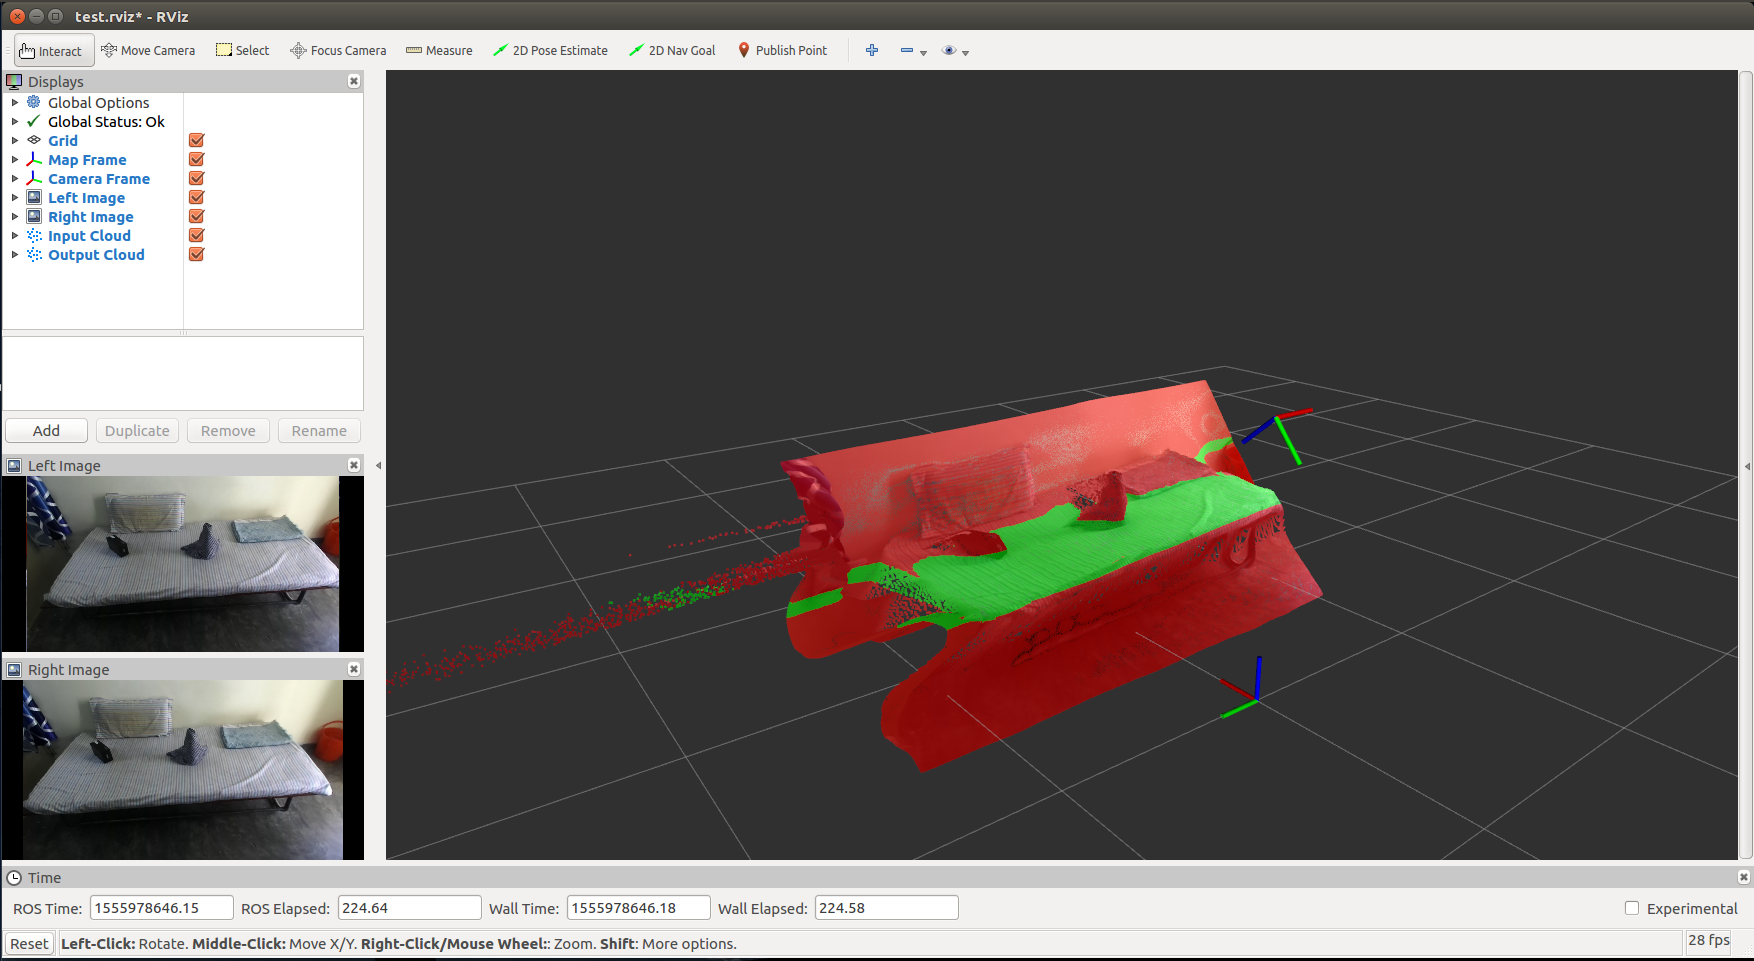 test.rviz* - RViz
Interact Move Camera Select Focus Camera Measure 2D Pose Estimate 2D Nav Goal Publish Point
Displays
Global Options
Global Status: Ok
Grid
Map Frame
Camera Frame
Left Image
Right Image
Input Cloud
Output Cloud
Add Duplicate Remove Rename
Left Image
Right Image
Time
ROS Time: 1555978646.15 ROS Elapsed: 224.64 Wall Time: 1555978646.18 Wall Elapsed: 224.58 Experimental
Reset Left-Click: Rotate. Middle-Click: Move X/Y. Right-Click/Mouse Wheel:: Zoom. Shift: More options. 28 fps